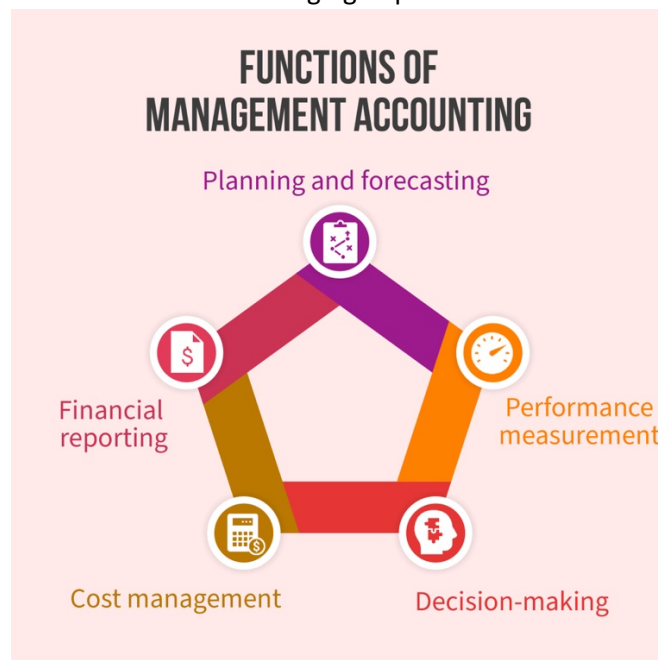 FUNCTIONS OF
MANAGEMENT ACCOUNTING
Planning and forecasting
$
Financial
reporting
Performance
measurement
$
Cost management
Decision-making